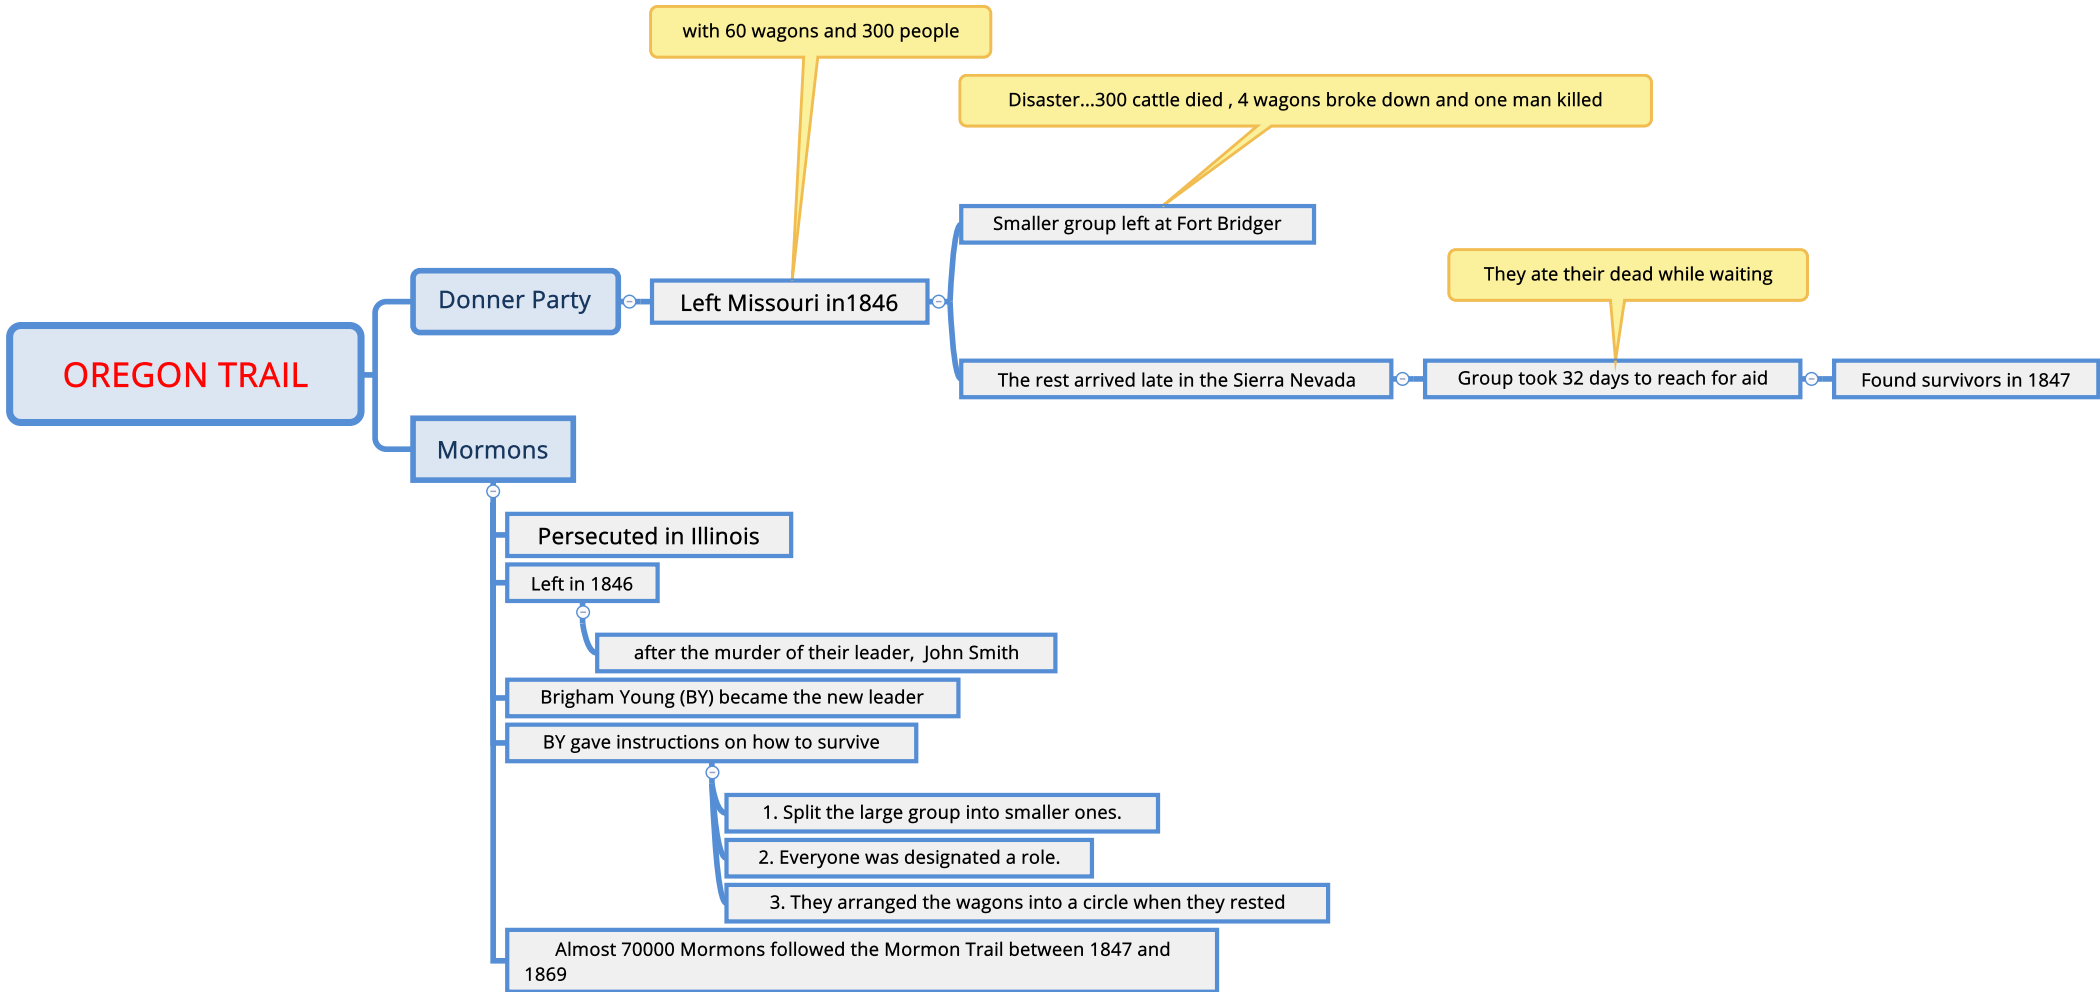 with 60 wagons and 300 people
Disaster...300 cattle died , 4 wagons broke down and one man killed
Smaller group left at Fort Bridger
They ate their dead while waiting
Donner Party
Left Missouri in1846
OREGON TRAIL
The rest arrived late in the Sierra Nevada
Group took 32 days to reach for aid
Found survivors in 1847
Mormons
Persecuted in Illinois
Left in 1846
after the murder of their leader,  John Smith
Brigham Young (BY) became the new leader
BY gave instructions on how to survive
1. Split the large group into smaller ones.
2. Everyone was designated a role.
3. They arranged the wagons into a circle when they rested
Almost 70000 Mormons followed the Mormon Trail between 1847 and
1869